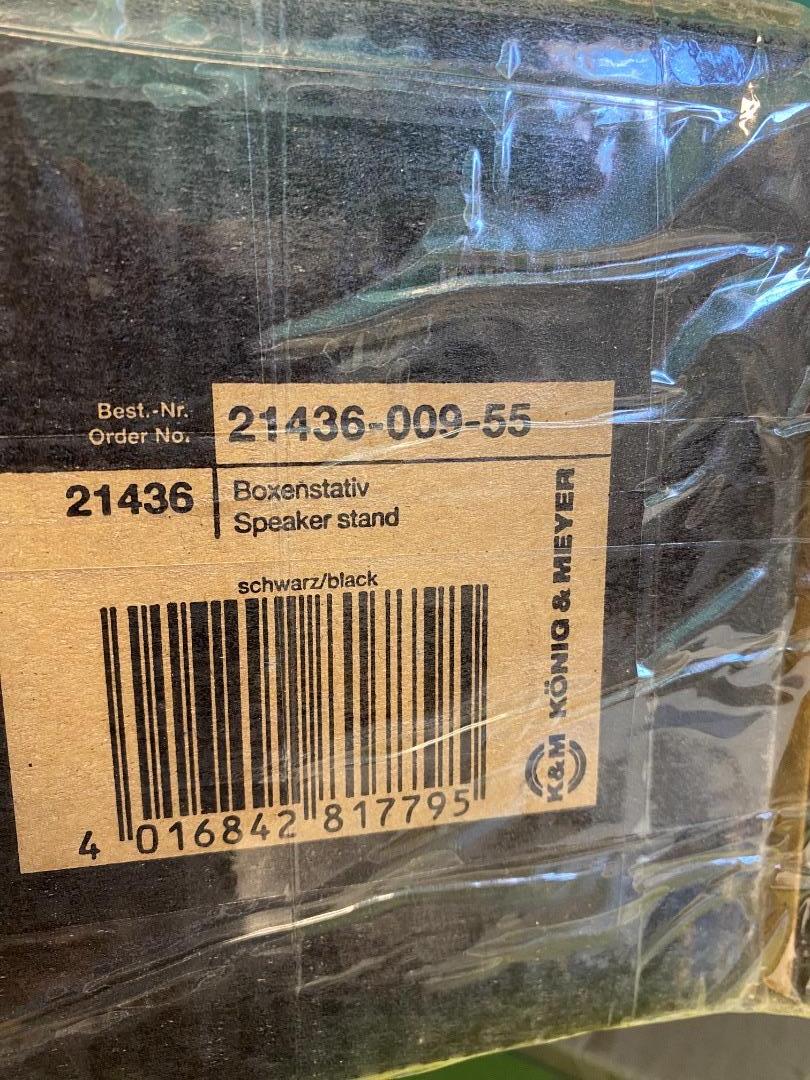 Best.-Nr.
Order No.
21436-009-55
21436
Boxenstativ
Speaker stand
schwarz/black
4 016842 817795
K&M KÖNIG & MEYER